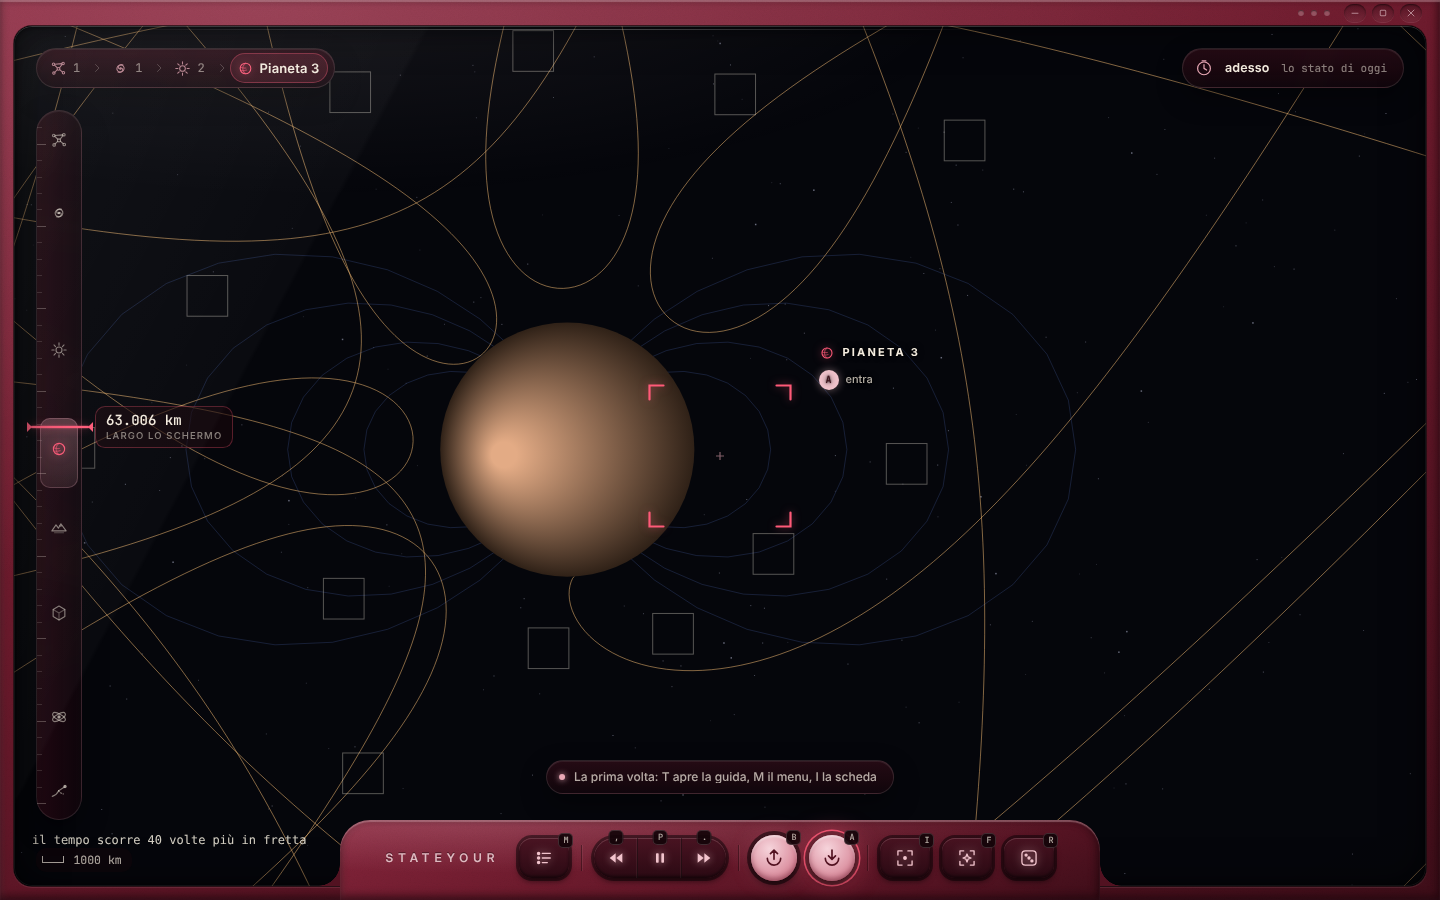 1
1
2
Pianeta 3
adesso lo stato di oggi
PIANETA 3
A entra
63.006 km
LARGO LO SCHERMO
La prima volta: T apre la guida, M il menu, I la scheda
il tempo scorre 40 volte più in fretta
1000 km
STATEYOUR
M
,
P
.
B
A
I
F
R